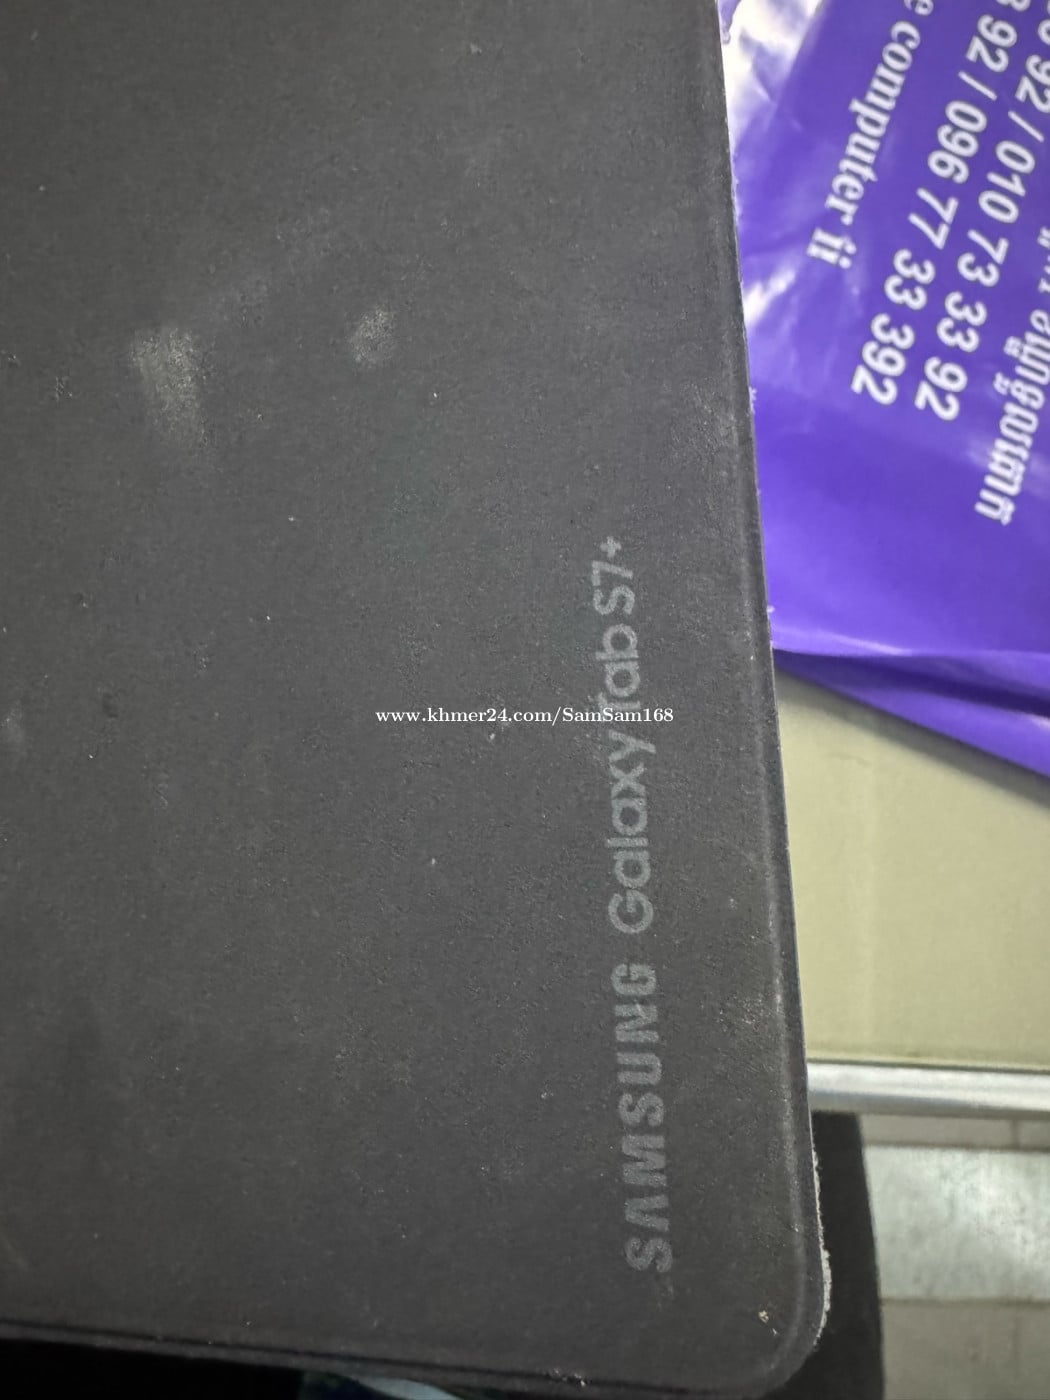 SAMSUNG Galaxy Tab S7+
www.khmer24.com/SainSam168
computer ii
92 / 096 77 33 392
92 / 010 73 33 92